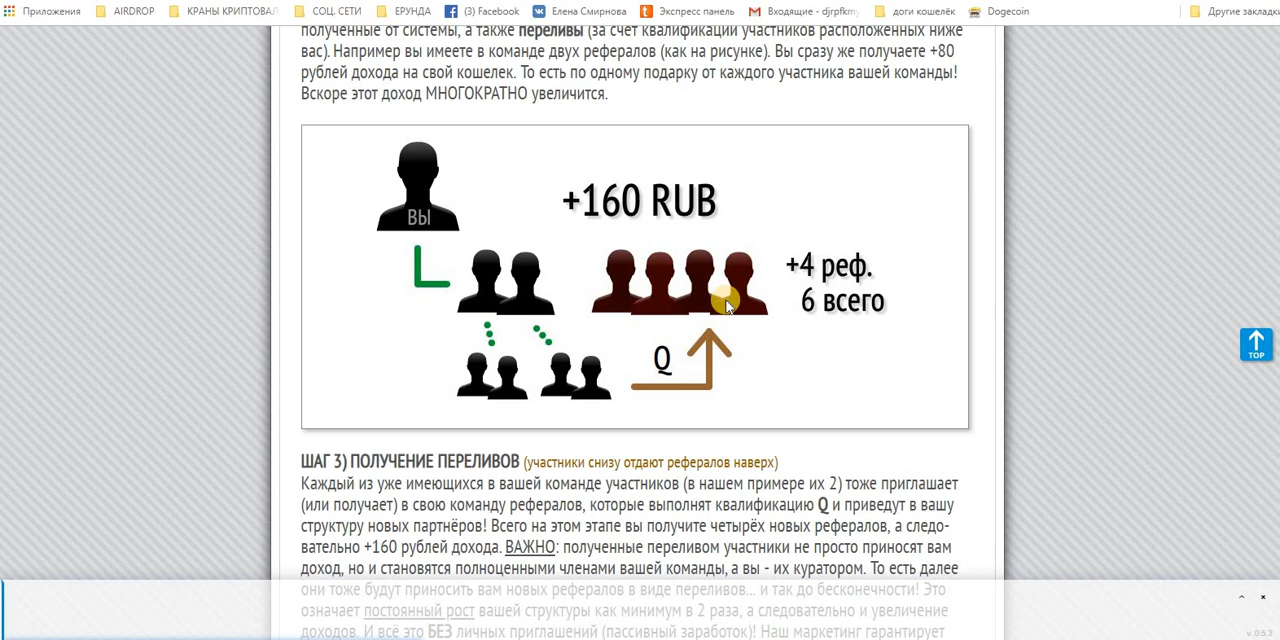 Приложения AIRDROP КРАНЫ КРИПТОВАЛ СОЦ. СЕТИ ЕРУНДА (3) Facebook Елена Смирнова Экспресс панель Входящие - djrpfkmy доги кошелёк Dogecoin Другие закладки
полученные от системы, а также переливы (за счёт квалификации участников расположенных ниже
вас). Например вы имеете в команде двух рефералов (как на рисунке). Вы сразу же получаете +80
рублей дохода на свой кошелек. То есть по одному подарку от каждого участника вашей команды!
Вскоре этот доход МНОГОКРАТНО увеличится.
ВЫ
+160 RUB
+4 реф.
6 всего
Q
TOP
ШАГ 3) ПОЛУЧЕНИЕ ПЕРЕЛИВОВ (участники снизу отдают рефералов наверх)
Каждый из уже имеющихся в вашей команде участников (в нашем примере их 2) тоже приглашает
(или получает) в свою команду рефералов, которые выполнят квалификацию Q и приведут в вашу
структуру новых партнёров! Всего на этом этапе вы получите четырёх новых рефералов, а следо-
вательно +160 рублей дохода. ВАЖНО: полученные переливом участники не просто приносят вам
доход, но и становятся полноценными членами вашей команды, а вы - их куратором. То есть далее
они тоже будут приносить вам новых рефералов в виде переливов... и так до бесконечности! Это
означает постоянный рост вашей структуры как минимум в 2 раза, а следовательно и увеличение
доходов. И всё это БЕЗ личных приглашений (пассивный заработок)! Наш маркетинг гарантирует
v. 0.5.3